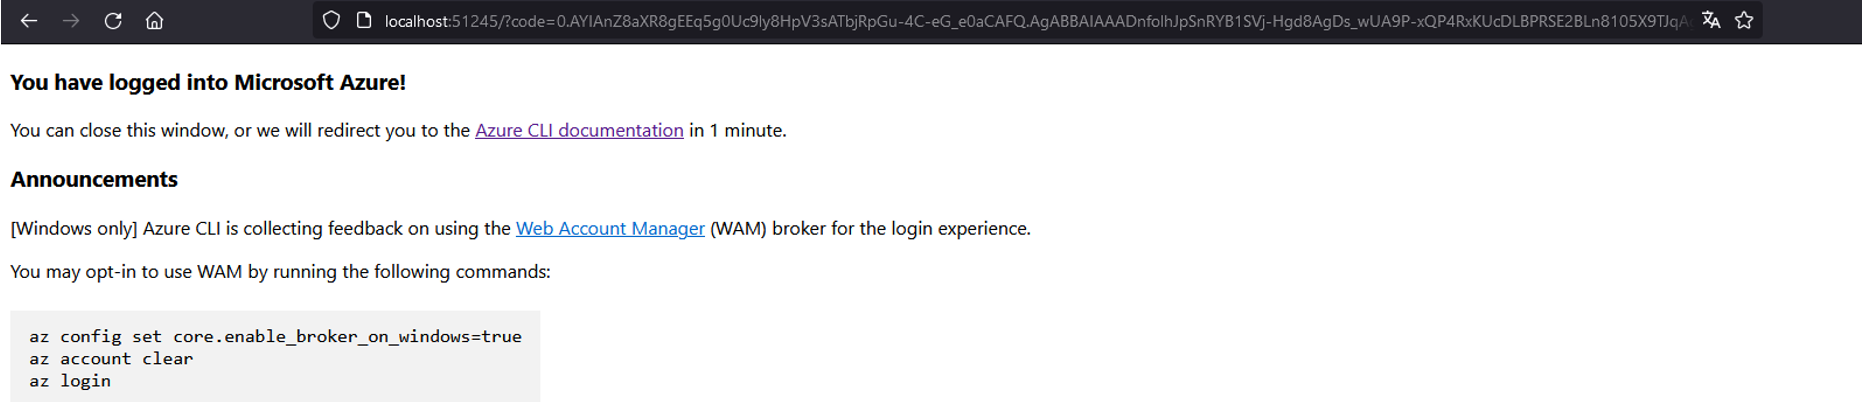 localhost:51245/?code=0.AYIAnZ8aXR8gEEq5g0Uc9ly8HpV3sATbjRpGu-4C-eG_e0aCAFQ.AgABBAIAAADnfolhJpSnRYB1SVj-Hgd8AgDs_wUA9P-xQP4RxKUcDLBPRSE2BLn8105X9TJqA
You have logged into Microsoft Azure!
You can close this window, or we will redirect you to the Azure CLI documentation in 1 minute.
Announcements
[Windows only] Azure CLI is collecting feedback on using the Web Account Manager (WAM) broker for the login experience.
You may opt-in to use WAM by running the following commands:
az config set core.enable_broker_on_windows=true
az account clear
az login